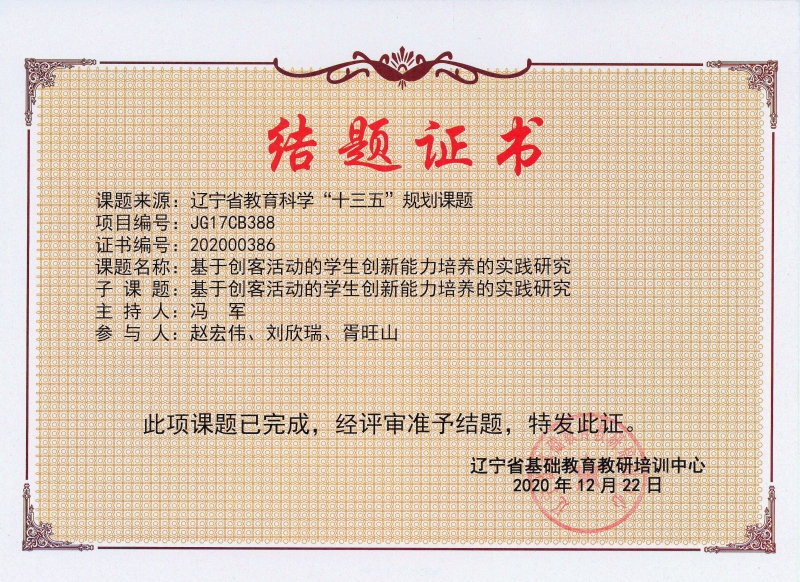 结题证书
课题来源：辽宁省教育科学“十三五”规划课题
项目编号：JG17CB388
证书编号：202000386
课题名称：基于创客活动的学生创新能力培养的实践研究
子 课 题：基于创客活动的学生创新能力培养的实践研究
主 持 人：冯 军
参 与 人：赵宏伟、刘欣瑞、胥旺山
此项课题已完成，经评审准予结题，特发此证。
辽宁省基础教育教研培训中心
2020 年 12 月 22 日